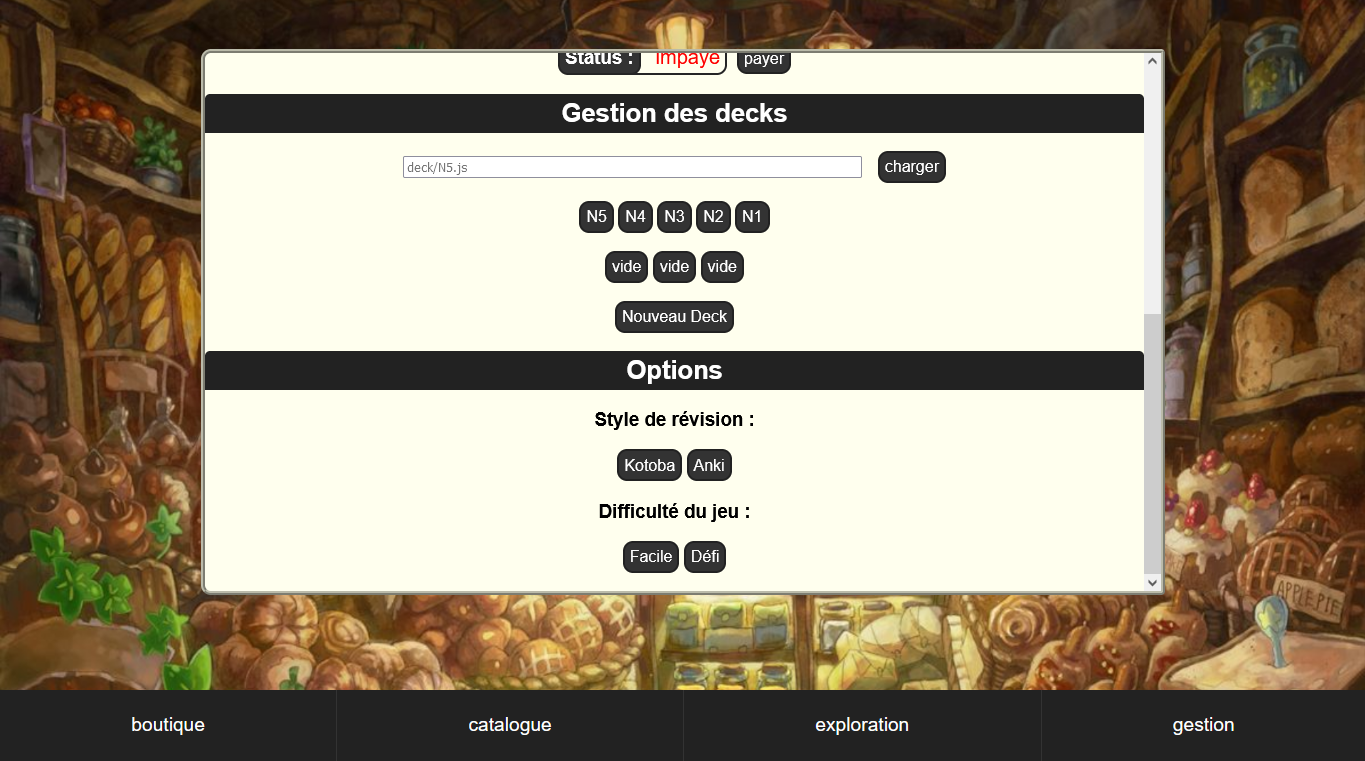 Status : impayé payer
Gestion des decks
deck/N5.js charger
N5 N4 N3 N2 N1
vide vide vide
Nouveau Deck
Options
Style de révision :
Kotoba Anki
Difficulté du jeu :
Facile Défi
APPLE PIE
boutique catalogue exploration gestion